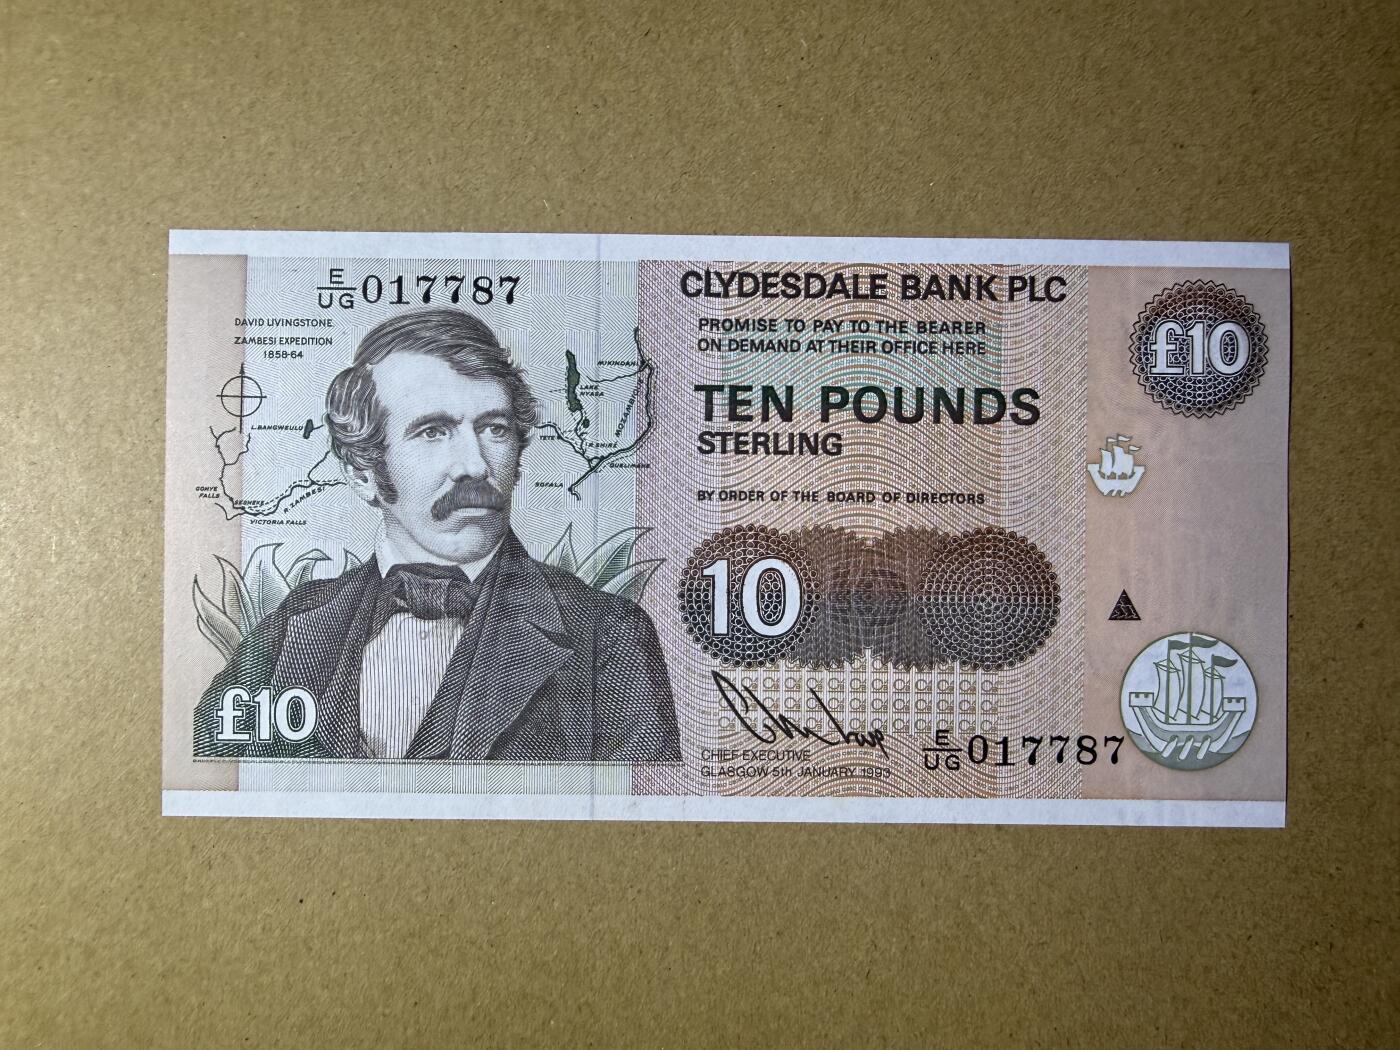 E/UG 017787
DAVID LIVINGSTONE.
ZAMBESI EXPEDITION
1858-64
MIKINDANI
LAKE
NYASA
MOZAMBIQUE
L.BANGWEULU
TETE
R.SHIRE
QUELIMANE
SOFALA
GONYE
FALLS
SESHEKE
R.ZAMBESI
VICTORIA FALLS
£10
CLYDESDALE BANK PLC
PROMISE TO PAY TO THE BEARER
ON DEMAND AT THEIR OFFICE HERE
TEN POUNDS
STERLING
BY ORDER OF THE BOARD OF DIRECTORS
10
CHIEF EXECUTIVE
GLASGOW 5th JANUARY 1993
E/UG 017787
£10